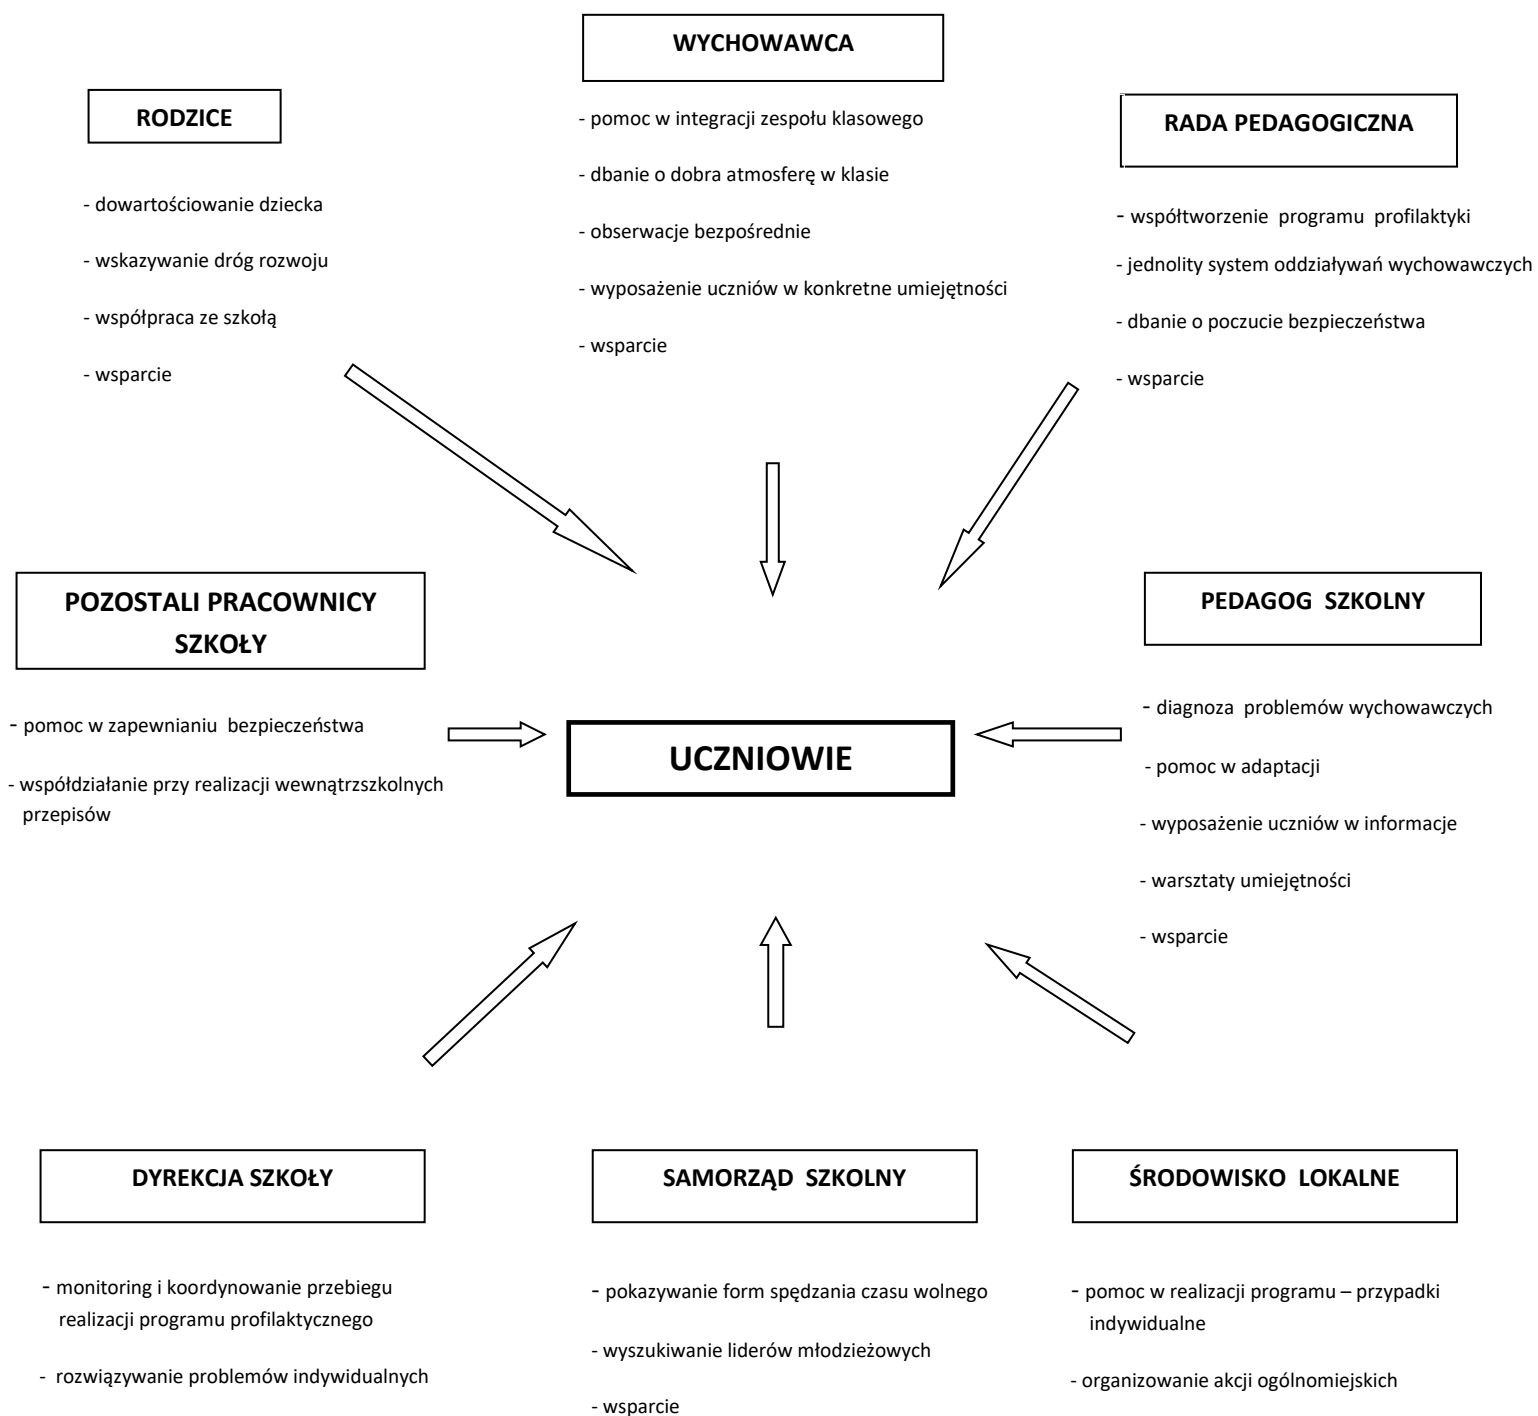 WYCHOWAWCA
- pomoc w integracji zespołu klasowego
- dbanie o dobra atmosferę w klasie
- obserwacje bezpośrednie
- wyposażenie uczniów w konkretne umiejętności
- wsparcie
RODZICE
- dowartościowanie dziecka
- wskazywanie dróg rozwoju
- współpraca ze szkołą
- wsparcie
RADA PEDAGOGICZNA
- współtworzenie programu profilaktyki
- jednolity system oddziaływań wychowawczych
- dbanie o poczucie bezpieczeństwa
- wsparcie
POZOSTALI PRACOWNICY
SZKOŁY
- pomoc w zapewnianiu bezpieczeństwa
- współdziałanie przy realizacji wewnątrzszkolnych
przepisów
UCZNIOWIE
PEDAGOG SZKOLNY
- diagnoza problemów wychowawczych
- pomoc w adaptacji
- wyposażenie uczniów w informacje
- warsztaty umiejętności
- wsparcie
DYREKCJA SZKOŁY
- monitoring i koordynowanie przebiegu
realizacji programu profilaktycznego
- rozwiązywanie problemów indywidualnych
SAMORZĄD SZKOLNY
- pokazywanie form spędzania czasu wolnego
- wyszukiwanie liderów młodzieżowych
- wsparcie
ŚRODOWISKO LOKALNE
- pomoc w realizacji programu – przypadki
indywidualne
- organizowanie akcji ogólnomiejskich